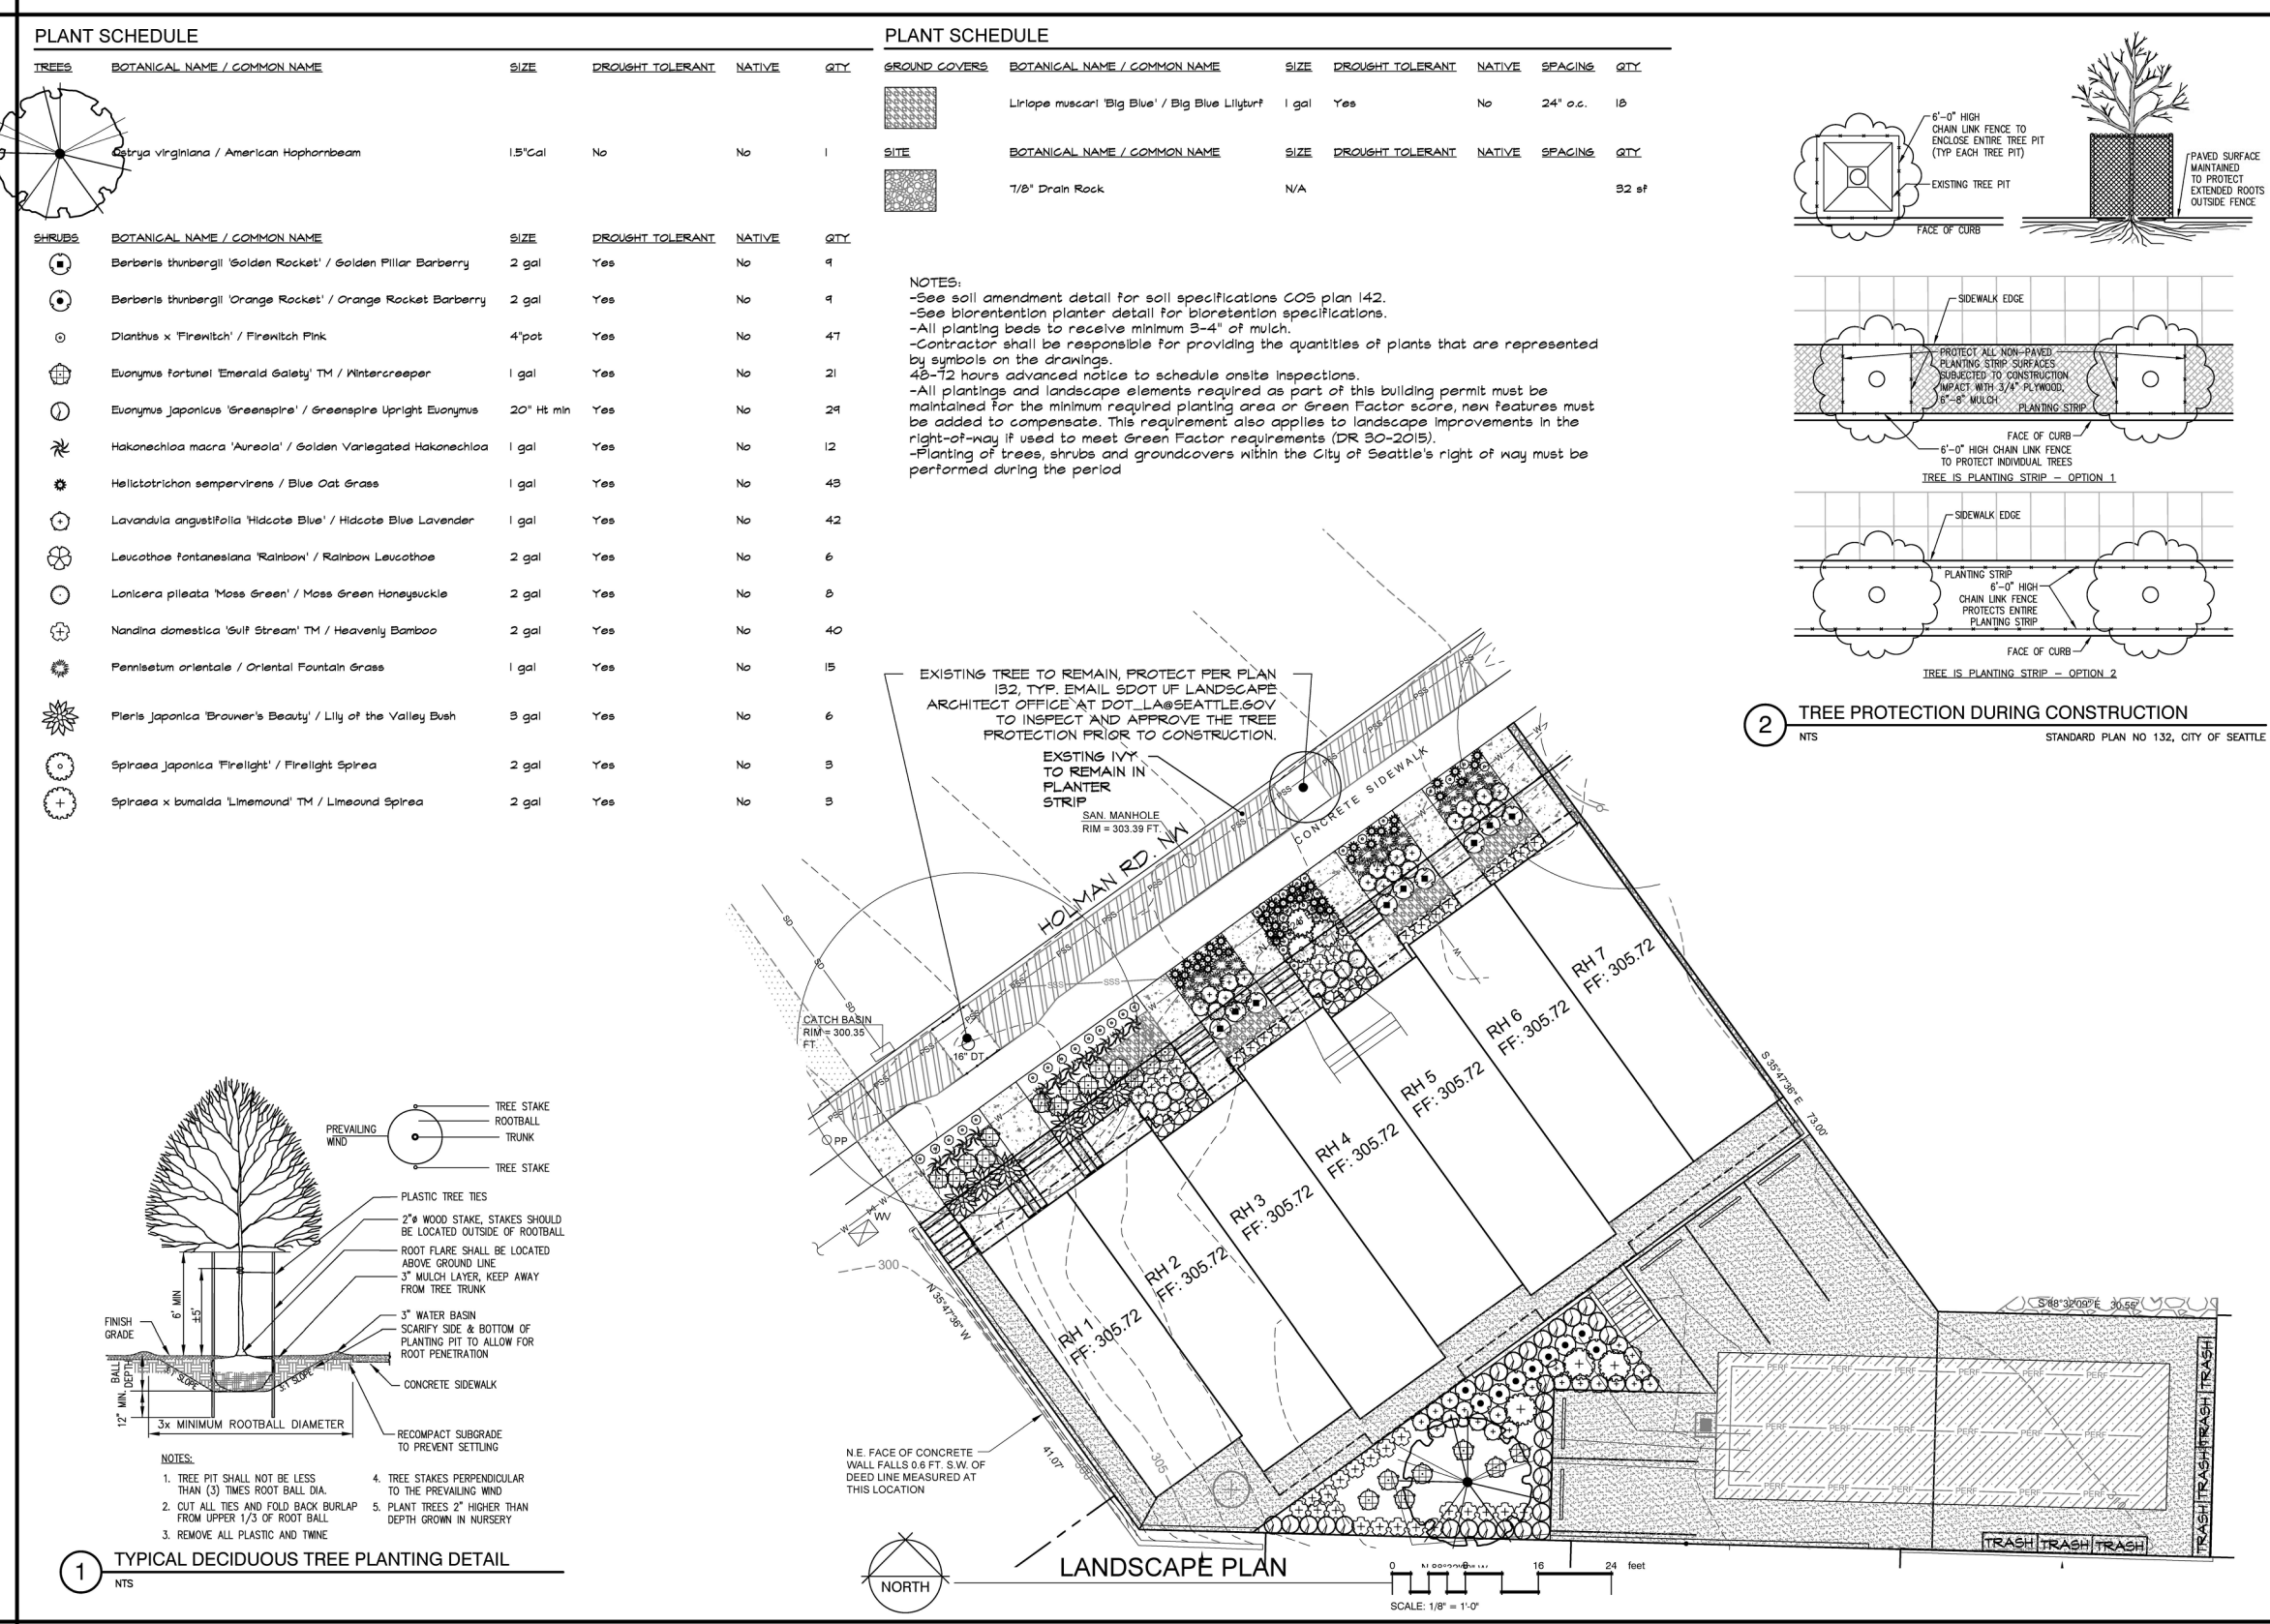 PLANT SCHEDULE
TREES BOTANICAL NAME / COMMON NAME SIZE DROUGHT TOLERANT NATIVE QTY
Ostrya virginiana / American Hophornbeam 1.5"Cal No No 1
SHRUBS BOTANICAL NAME / COMMON NAME SIZE DROUGHT TOLERANT NATIVE QTY
Berberis thunbergii 'Golden Rocket' / Golden Pillar Barberry 2 gal Yes No 9
Berberis thunbergii 'Orange Rocket' / Orange Rocket Barberry 2 gal Yes No 9
Dianthus x 'Firewitch' / Firewitch Pink 4"pot Yes No 47
Euonymus fortunei 'Emerald Gaiety' TM / Wintercreeper 1 gal Yes No 21
Euonymus japonicus 'Greenspire' / Greenspire Upright Euonymus 20" Ht min Yes No 29
Hakonechloa macra 'Aureola' / Golden Variegated Hakonechloa 1 gal Yes No 12
Helictotrichon sempervirens / Blue Oat Grass 1 gal Yes No 43
Lavandula angustifolia 'Hidcote Blue' / Hidcote Blue Lavender 1 gal Yes No 42
Leucothoe fontanesiana 'Rainbow' / Rainbow Leucothoe 2 gal Yes No 6
Lonicera pileata 'Moss Green' / Moss Green Honeysuckle 2 gal Yes No 8
Nandina domestica 'Gulf Stream' TM / Heavenly Bamboo 2 gal Yes No 40
Pennisetum orientale / Oriental Fountain Grass 1 gal Yes No 15
Pieris japonica 'Brouwer's Beauty' / Lily of the Valley Bush 3 gal Yes No 6
Spiraea japonica 'Firelight' / Firelight Spirea 2 gal Yes No 3
Spiraea x bumalda 'Limemound' TM / Limeound Spirea 2 gal Yes No 3
PLANT SCHEDULE
GROUND COVERS BOTANICAL NAME / COMMON NAME SIZE DROUGHT TOLERANT NATIVE SPACING QTY
Liriope muscari 'Big Blue' / Big Blue Lilyturf 1 gal Yes No 24" o.c. 18
SITE BOTANICAL NAME / COMMON NAME SIZE DROUGHT TOLERANT NATIVE SPACING QTY
7/8" Drain Rock N/A 32 sf
NOTES:
-See soil amendment detail for soil specifications COS plan 142.
-See biorentention planter detail for bioretention specifications.
-All planting beds to receive minimum 3-4" of mulch.
-Contractor shall be responsible for providing the quantities of plants that are represented
by symbols on the drawings.
48-72 hours advanced notice to schedule onsite inspections.
-All plantings and landscape elements required as part of this building permit must be
maintained for the minimum required planting area or Green Factor score, new features must
be added to compensate. This requirement also applies to landscape improvements in the
right-of-way if used to meet Green Factor requirements (DR 30-2015).
-Planting of trees, shrubs and groundcovers within the City of Seattle's right of way must be
performed during the period
6'-0" HIGH
CHAIN LINK FENCE TO
ENCLOSE ENTIRE TREE PIT
(TYP EACH TREE PIT)
EXISTING TREE PIT
FACE OF CURB
PAVED SURFACE
MAINTAINED
TO PROTECT
EXTENDED ROOTS
OUTSIDE FENCE
SIDEWALK EDGE
PROTECT ALL NON-PAVED
PLANTING STRIP SURFACES
SUBJECTED TO CONSTRUCTION
IMPACT WITH 3/4" PLYWOOD,
6"-8" MULCH
PLANTING STRIP
FACE OF CURB
6'-0" HIGH CHAIN LINK FENCE
TO PROTECT INDIVIDUAL TREES
TREE IS PLANTING STRIP – OPTION 1
SIDEWALK EDGE
PLANTING STRIP
6'-0" HIGH
CHAIN LINK FENCE
PROTECTS ENTIRE
PLANTING STRIP
FACE OF CURB
TREE IS PLANTING STRIP – OPTION 2
2 TREE PROTECTION DURING CONSTRUCTION
NTS STANDARD PLAN NO 132, CITY OF SEATTLE
EXISTING TREE TO REMAIN, PROTECT PER PLAN
132, TYP. EMAIL SDOT UF LANDSCAPE
ARCHITECT OFFICE AT DOT_LA@SEATTLE.GOV
TO INSPECT AND APPROVE THE TREE
PROTECTION PRIOR TO CONSTRUCTION.
EXSTING IVY
TO REMAIN IN
PLANTER
STRIP
SAN. MANHOLE
RIM = 303.39 FT.
HOLMAN RD. NW
CONCRETE SIDEWALK
CATCH BASIN
RIM = 300.35
FT.
16" DT
PP
WV
300
RH 1
FF: 305.72
RH 2
FF: 305.72
RH 3
FF: 305.72
RH 4
FF: 305.72
RH 5
FF: 305.72
RH 6
FF: 305.72
RH 7
FF: 305.72
S 35°47'36" E 73.00'
N 35°47'36" W
41.07'
305
S 88°32'09" E 30.55'
N.E. FACE OF CONCRETE
WALL FALLS 0.6 FT. S.W. OF
DEED LINE MEASURED AT
THIS LOCATION
PERF PERF PERF PERF PERF PERF
PERF PERF PERF PERF PERF PERF
PERF PERF PERF PERF PERF
TRASH TRASH TRASH TRASH
TRASH TRASH TRASH
PREVAILING
WIND
TREE STAKE
ROOTBALL
TRUNK
TREE STAKE
PLASTIC TREE TIES
2"ø WOOD STAKE, STAKES SHOULD
BE LOCATED OUTSIDE OF ROOTBALL
ROOT FLARE SHALL BE LOCATED
ABOVE GROUND LINE
3" MULCH LAYER, KEEP AWAY
FROM TREE TRUNK
3" WATER BASIN
SCARIFY SIDE & BOTTOM OF
PLANTING PIT TO ALLOW FOR
ROOT PENETRATION
CONCRETE SIDEWALK
RECOMPACT SUBGRADE
TO PREVENT SETTLING
FINISH
GRADE
6' MIN
±5'
BALL
DEPTH
12" MIN.
3:1 SLOPE
3x MINIMUM ROOTBALL DIAMETER
NOTES:
1. TREE PIT SHALL NOT BE LESS
THAN (3) TIMES ROOT BALL DIA.
2. CUT ALL TIES AND FOLD BACK BURLAP
FROM UPPER 1/3 OF ROOT BALL
3. REMOVE ALL PLASTIC AND TWINE
4. TREE STAKES PERPENDICULAR
TO THE PREVAILING WIND
5. PLANT TREES 2" HIGHER THAN
DEPTH GROWN IN NURSERY
1 TYPICAL DECIDUOUS TREE PLANTING DETAIL
NTS
NORTH
LANDSCAPE PLAN
0 8 16 24 feet
SCALE: 1/8" = 1'-0"